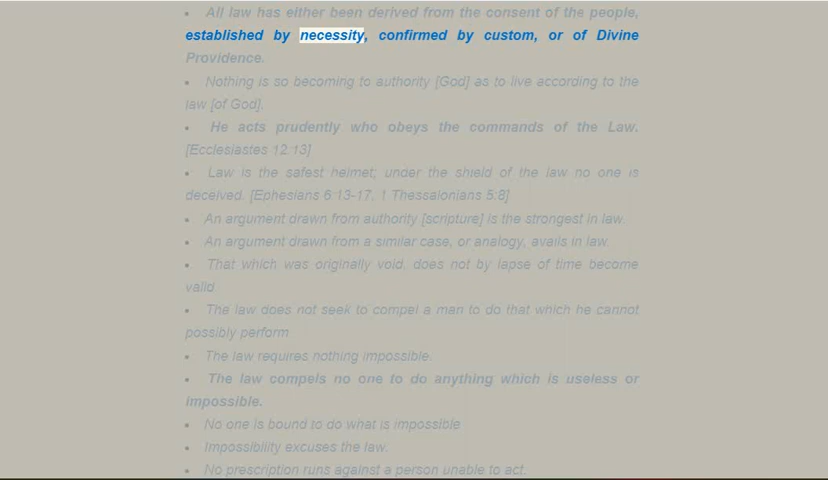 • All law has either been derived from the consent of the people,
established by necessity, confirmed by custom, or of Divine
Providence.
• Nothing is so becoming to authority [God] as to live according to the
law [of God].
• He acts prudently who obeys the commands of the Law.
[Ecclesiastes 12:13]
• Law is the safest helmet; under the shield of the law no one is
deceived. [Ephesians 6:13-17, 1 Thessalonians 5:8]
• An argument drawn from authority [scripture] is the strongest in law.
• An argument drawn from a similar case, or analogy, avails in law.
• That which was originally void, does not by lapse of time become
valid.
• The law does not seek to compel a man to do that which he cannot
possibly perform.
• The law requires nothing impossible.
• The law compels no one to do anything which is useless or
impossible.
• No one is bound to do what is impossible
• Impossibility excuses the law.
• No prescription runs against a person unable to act.